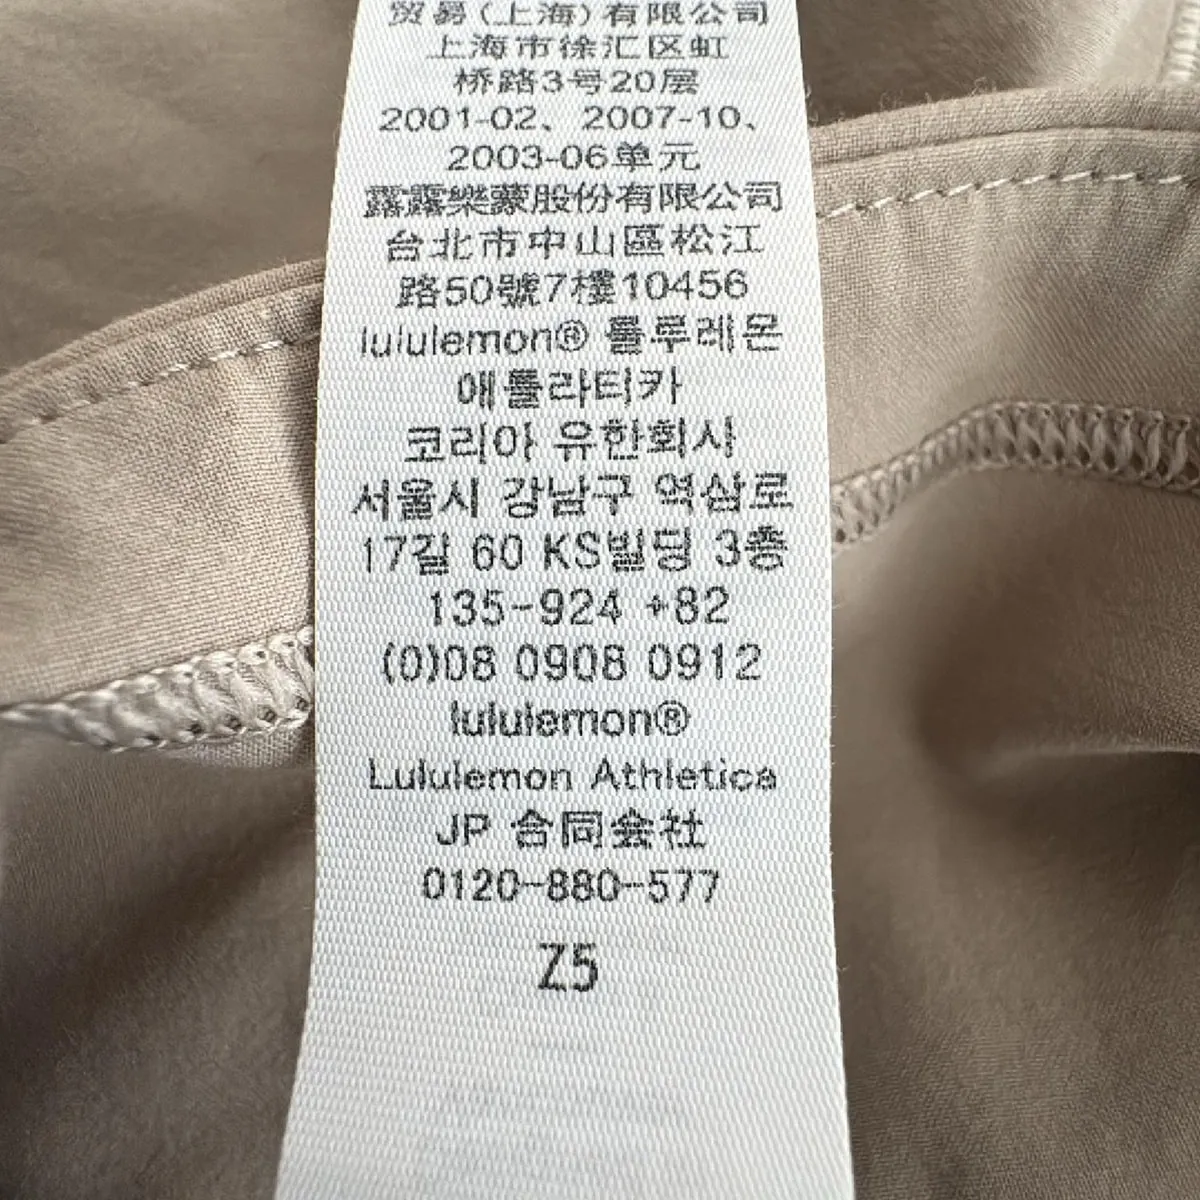 贸易(上海)有限公司
上海市徐汇区虹
桥路3号20层
2001-02、2007-10、
2003-06单元
露露樂蒙股份有限公司
台北市中山區松江
路50號7樓10456
lululemon® 룰루레몬
애틀라티카
코리아 유한회사
서울시 강남구 역삼로
17길 60 KS빌딩 3층
135-924 +82
(0)08 0908 0912
lululemon®
Lululemon Athletica
JP 合同会社
0120-880-577
Z5